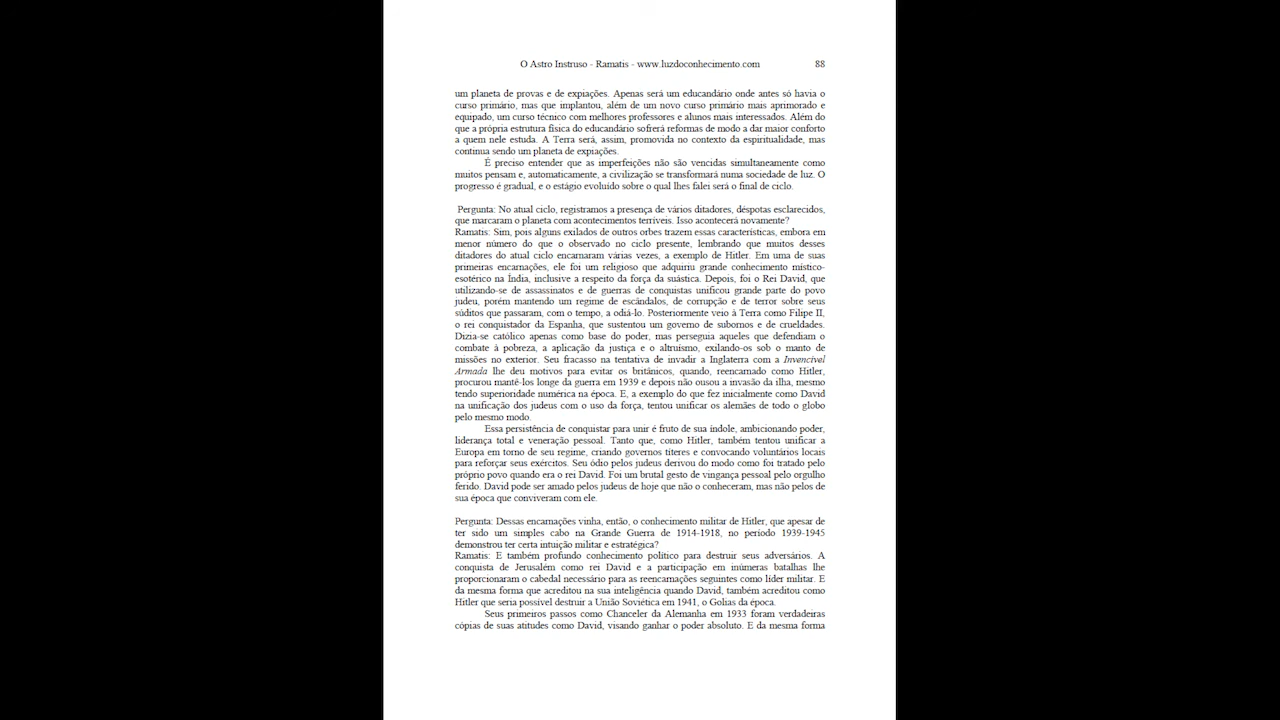 O Astro Instruso - Ramatis - www.luzdoconhecimento.com 88
um planeta de provas e de expiações. Apenas será um educandário onde antes só havia o
curso primário, mas que implantou, além de um novo curso primário mais aprimorado e
equipado, um curso técnico com melhores professores e alunos mais interessados. Além do
que a própria estrutura física do educandário sofrerá reformas de modo a dar maior conforto
a quem nele estuda. A Terra será, assim, promovida no contexto da espiritualidade, mas
continua sendo um planeta de expiações.
É preciso entender que as imperfeições não são vencidas simultaneamente como
muitos pensam e, automaticamente, a civilização se transformará numa sociedade de luz. O
progresso é gradual, e o estágio evoluído sobre o qual lhes falei será o final de ciclo.
Pergunta: No atual ciclo, registramos a presença de vários ditadores, déspotas esclarecidos,
que marcaram o planeta com acontecimentos terríveis. Isso acontecerá novamente?
Ramatis: Sim, pois alguns exilados de outros orbes trazem essas características, embora em
menor número do que o observado no ciclo presente, lembrando que muitos desses
ditadores do atual ciclo encarnaram várias vezes, a exemplo de Hitler. Em uma de suas
primeiras encarnações, ele foi um religioso que adquiriu grande conhecimento místico-
esotérico na Índia, inclusive a respeito da força da suástica. Depois, foi o Rei David, que
utilizando-se de assassinatos e de guerras de conquistas unificou grande parte do povo
judeu, porém mantendo um regime de escândalos, de corrupção e de terror sobre seus
súditos que passaram, com o tempo, a odiá-lo. Posteriormente veio à Terra como Filipe II,
o rei conquistador da Espanha, que sustentou um governo de subornos e de crueldades.
Dizia-se católico apenas como base do poder, mas perseguia aqueles que defendiam o
combate à pobreza, a aplicação da justiça e o altruísmo, exilando-os sob o manto de
missões no exterior. Seu fracasso na tentativa de invadir a Inglaterra com a Invencível
Armada lhe deu motivos para evitar os britânicos, quando, reencarnado como Hitler,
procurou mantê-los longe da guerra em 1939 e depois não ousou a invasão da ilha, mesmo
tendo superioridade numérica na época. E, a exemplo do que fez inicialmente como David
na unificação dos judeus com o uso da força, tentou unificar os alemães de todo o globo
pelo mesmo modo.
Essa persistência de conquistar para unir é fruto de sua índole, ambicionando poder,
liderança total e veneração pessoal. Tanto que, como Hitler, também tentou unificar a
Europa em torno de seu regime, criando governos títeres e convocando voluntários locais
para reforçar seus exércitos. Seu ódio pelos judeus derivou do modo como foi tratado pelo
próprio povo quando era o rei David. Foi um brutal gesto de vingança pessoal pelo orgulho
ferido. David pode ser amado pelos judeus de hoje que não o conheceram, mas não pelos de
sua época que conviveram com ele.
Pergunta: Dessas encarnações vinha, então, o conhecimento militar de Hitler, que apesar de
ter sido um simples cabo na Grande Guerra de 1914-1918, no período 1939-1945
demonstrou ter certa intuição militar e estratégica?
Ramatis: E também profundo conhecimento político para destruir seus adversários. A
conquista de Jerusalém como rei David e a participação em inúmeras batalhas lhe
proporcionaram o cabedal necessário para as reencarnações seguintes como líder militar. E
da mesma forma que acreditou na sua inteligência quando David, também acreditou como
Hitler que seria possível destruir a União Soviética em 1941, o Golias da época.
Seus primeiros passos como Chanceler da Alemanha em 1933 foram verdadeiras
cópias de suas atitudes como David, visando ganhar o poder absoluto. E da mesma forma